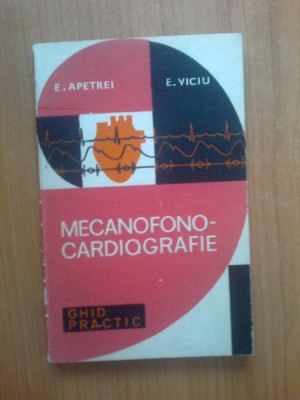 E. APETREI E. VICIU
MECANOFONO-
CARDIOGRAFIE
GHID
PRACTIC